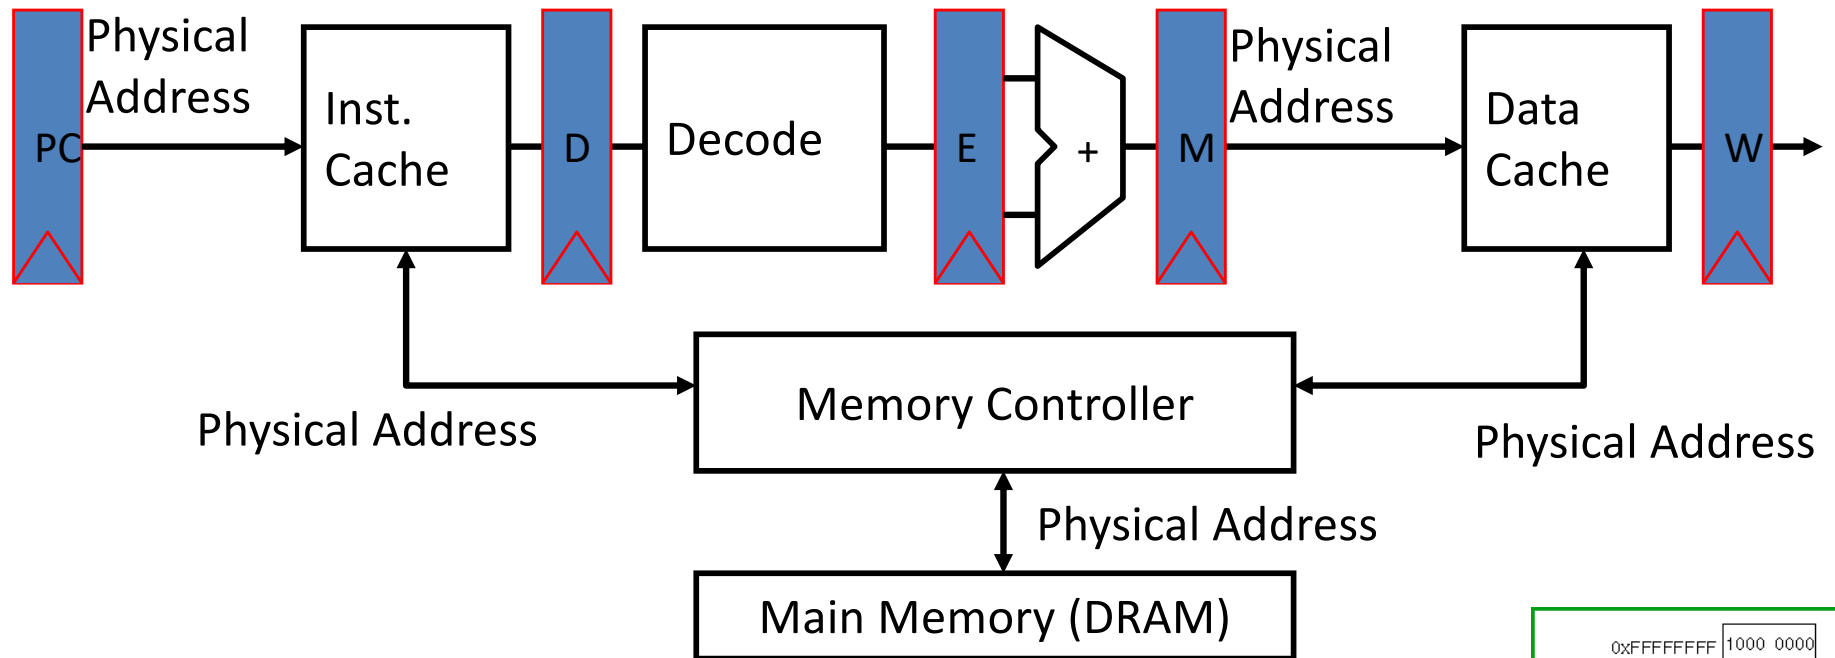 Physical
Address
PC
Inst.
Cache
D
Decode
E
+
M
Physical
Address
Data
Cache
W
Physical Address
Memory Controller
Physical Address
Physical Address
Main Memory (DRAM)
0xFFFFFFFF 1000 0000